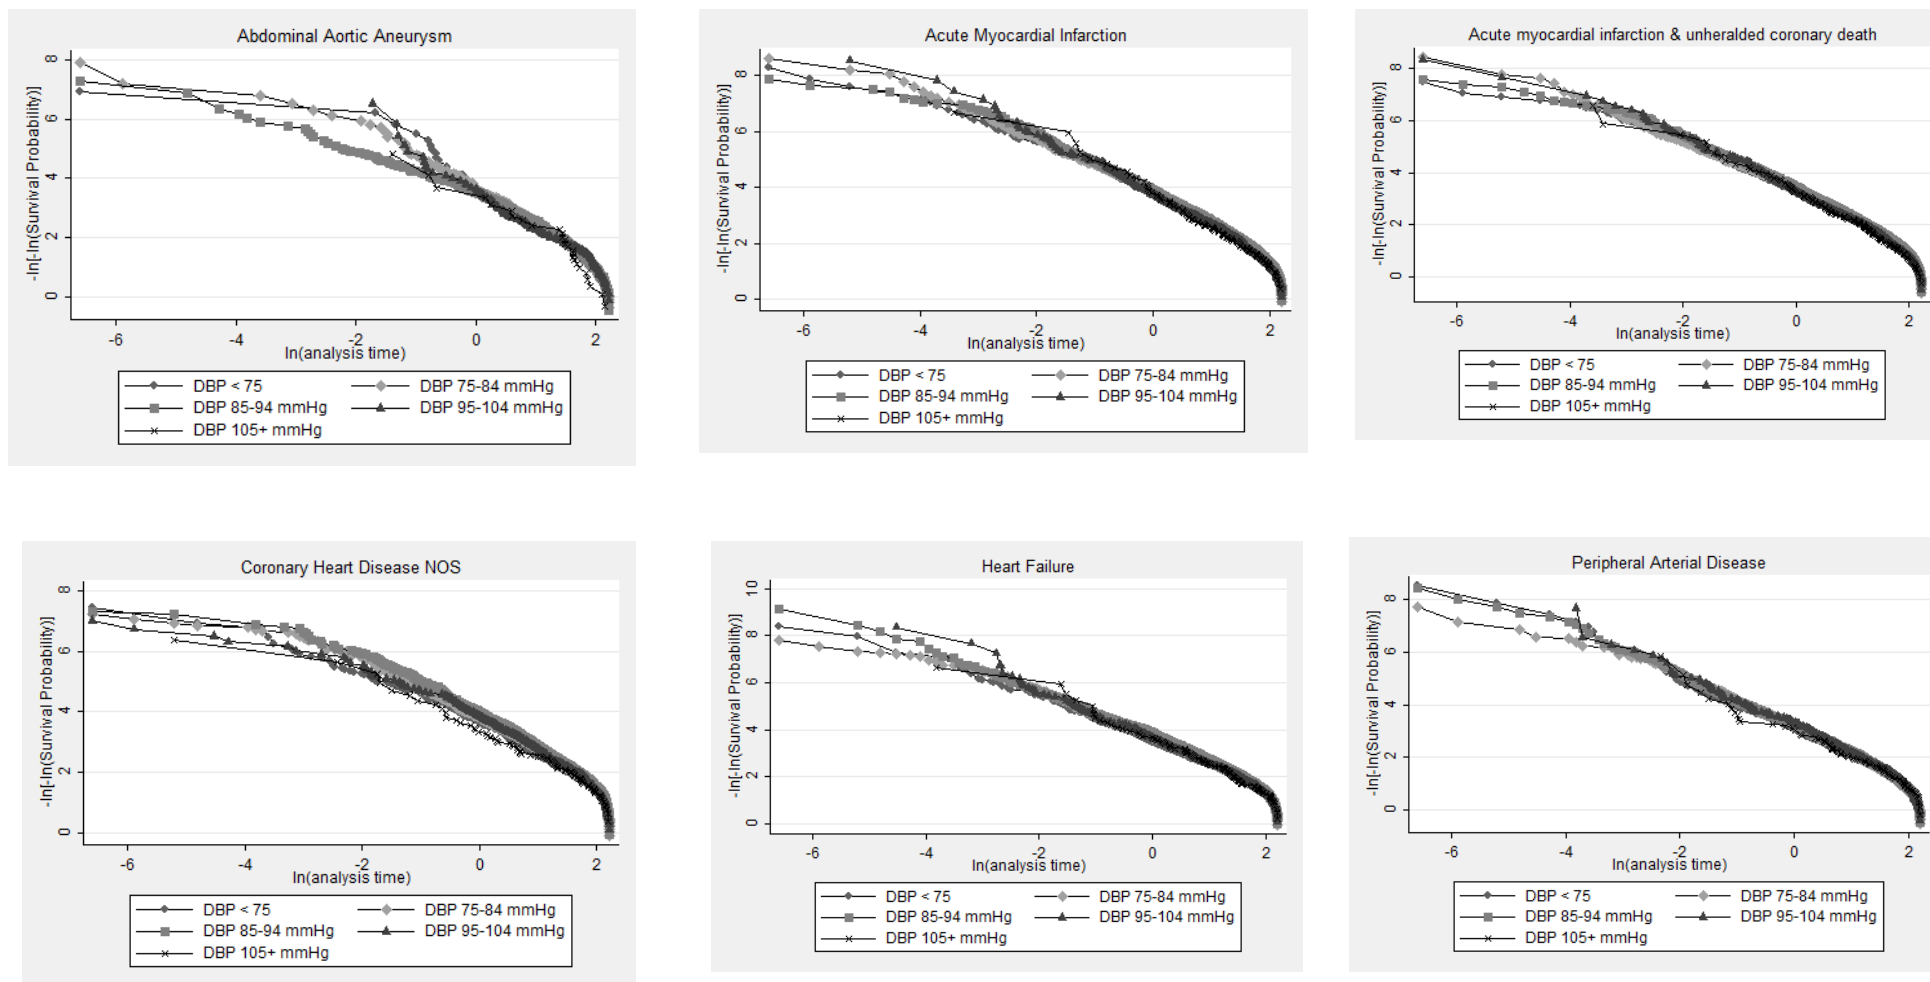 Abdominal Aortic Aneurysm
-ln[-ln(Survival Probability)]
8
6
4
2
0
-6 -4 -2 0 2
ln(analysis time)
DBP < 75 DBP 75-84 mmHg
DBP 85-94 mmHg DBP 95-104 mmHg
DBP 105+ mmHg
Acute Myocardial Infarction
-ln[-ln(Survival Probability)]
8
6
4
2
0
-6 -4 -2 0 2
ln(analysis time)
DBP < 75 DBP 75-84 mmHg
DBP 85-94 mmHg DBP 95-104 mmHg
DBP 105+ mmHg
Acute myocardial infarction & unheralded coronary death
-ln[-ln(Survival Probability)]
8
6
4
2
0
-6 -4 -2 0 2
ln(analysis time)
DBP < 75 DBP 75-84 mmHg
DBP 85-94 mmHg DBP 95-104 mmHg
DBP 105+ mmHg
Coronary Heart Disease NOS
-ln[-ln(Survival Probability)]
8
6
4
2
0
-6 -4 -2 0 2
ln(analysis time)
DBP < 75 DBP 75-84 mmHg
DBP 85-94 mmHg DBP 95-104 mmHg
DBP 105+ mmHg
Heart Failure
-ln[-ln(Survival Probability)]
10
8
6
4
2
0
-6 -4 -2 0 2
ln(analysis time)
DBP < 75 DBP 75-84 mmHg
DBP 85-94 mmHg DBP 95-104 mmHg
DBP 105+ mmHg
Peripheral Arterial Disease
-ln[-ln(Survival Probability)]
8
6
4
2
0
-6 -4 -2 0 2
ln(analysis time)
DBP < 75 DBP 75-84 mmHg
DBP 85-94 mmHg DBP 95-104 mmHg
DBP 105+ mmHg